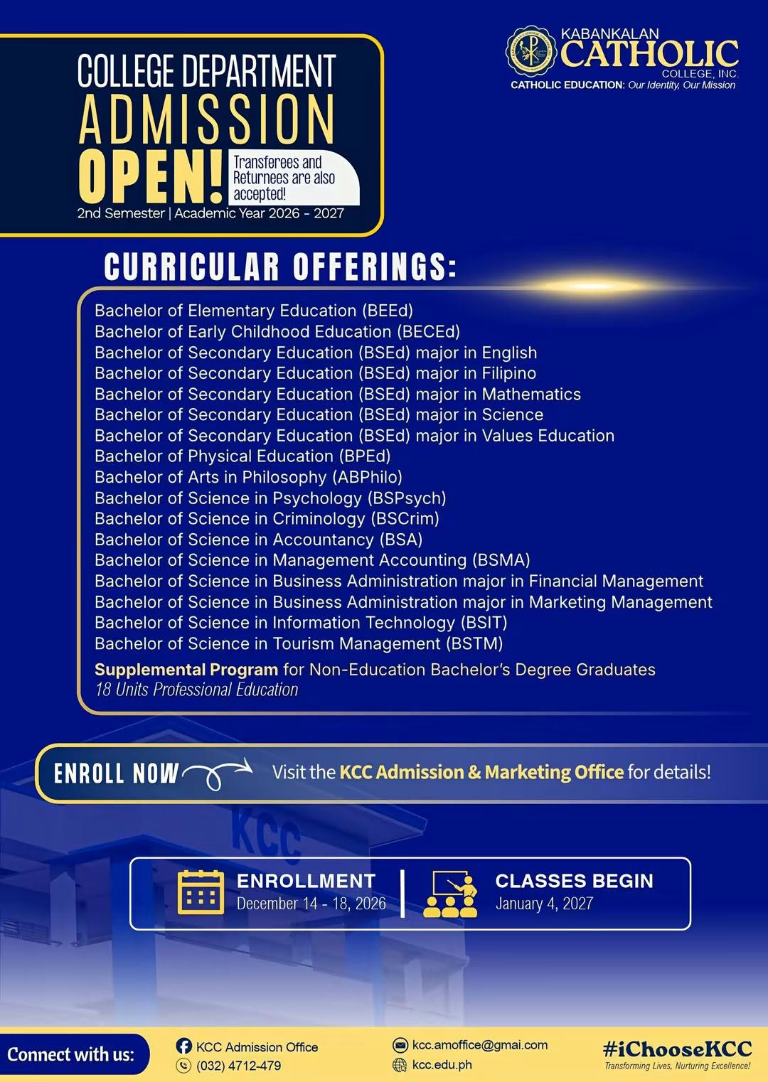 KABANKALAN
CATHOLIC
COLLEGE, INC.
CATHOLIC EDUCATION: Our Identity, Our Mission
COLLEGE DEPARTMENT
ADMISSION
OPEN!
Transferees and
Returnees are also
accepted!
2nd Semester | Academic Year 2026 - 2027
CURRICULAR OFFERINGS:
Bachelor of Elementary Education (BEEd)
Bachelor of Early Childhood Education (BECEd)
Bachelor of Secondary Education (BSEd) major in English
Bachelor of Secondary Education (BSEd) major in Filipino
Bachelor of Secondary Education (BSEd) major in Mathematics
Bachelor of Secondary Education (BSEd) major in Science
Bachelor of Secondary Education (BSEd) major in Values Education
Bachelor of Physical Education (BPEd)
Bachelor of Arts in Philosophy (ABPhilo)
Bachelor of Science in Psychology (BSPsych)
Bachelor of Science in Criminology (BSCrim)
Bachelor of Science in Accountancy (BSA)
Bachelor of Science in Management Accounting (BSMA)
Bachelor of Science in Business Administration major in Financial Management
Bachelor of Science in Business Administration major in Marketing Management
Bachelor of Science in Information Technology (BSIT)
Bachelor of Science in Tourism Management (BSTM)
Supplemental Program for Non-Education Bachelor's Degree Graduates
18 Units Professional Education
ENROLL NOW
Visit the KCC Admission & Marketing Office for details!
KCC
ENROLLMENT
December 14 - 18, 2026
CLASSES BEGIN
January 4, 2027
Connect with us:
KCC Admission Office
(032) 4712-479
kcc.amoffice@gmai.com
kcc.edu.ph
#iChooseKCC
Transforming Lives, Nurturing Excellence!